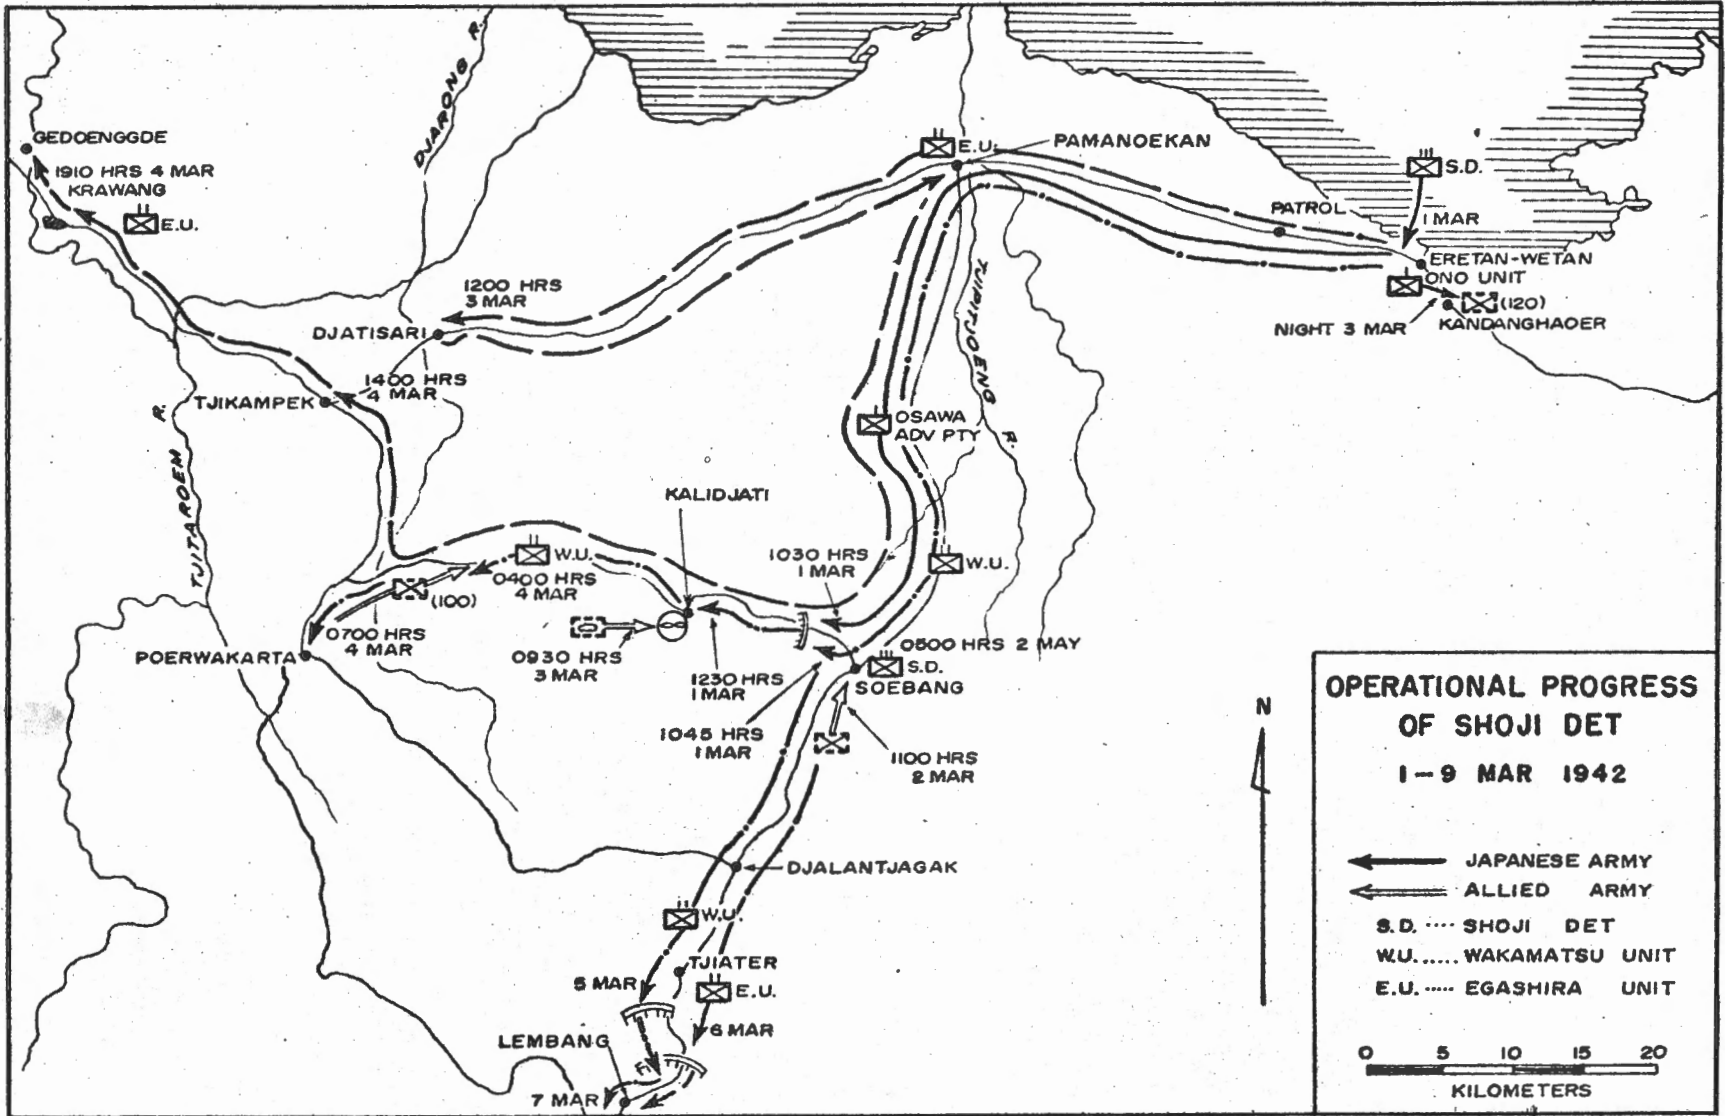 DJARONG R.
GEDOENGGDE
1910 HRS 4 MAR
KRAWANG
E.U.
E.U.
PAMANOEKAN
S.D.
PATROL
1 MAR
ERETAN-WETAN
ONO UNIT
(120)
NIGHT 3 MAR
KANDANGHAOER
1200 HRS
3 MAR
DJATISARI
1400 HRS
4 MAR
TJIKAMPEK
TJITAROEM R.
TJIDITJOENG R.
OSAWA
ADV PTY
KALIDJATI
W.U.
0400 HRS
4 MAR
(100)
1030 HRS
1 MAR
W.U.
0700 HRS
4 MAR
POERWAKARTA
0930 HRS
3 MAR
1230 HRS
1 MAR
0500 HRS 2 MAY
S.D.
SOEBANG
1045 HRS
1 MAR
1100 HRS
2 MAR
DJALANTJAGAK
W.U.
TJIATER
5 MAR
E.U.
6 MAR
LEMBANG
7 MAR
N
OPERATIONAL PROGRESS
OF SHOJI DET
1-9 MAR 1942
JAPANESE ARMY
ALLIED ARMY
S.D. .... SHOJI DET
W.U. ..... WAKAMATSU UNIT
E.U. ..... EGASHIRA UNIT
0 5 10 15 20
KILOMETERS